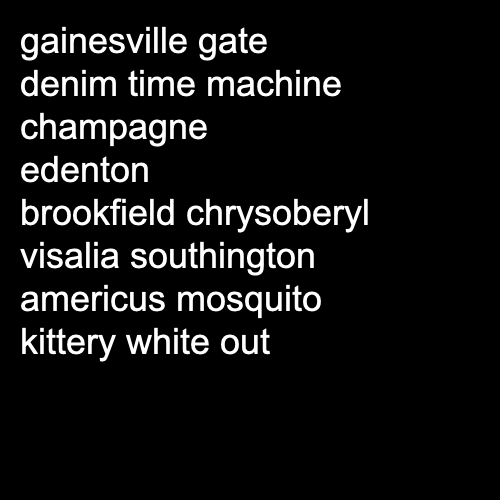 gainesville gate
denim time machine
champagne
edenton
brookfield chrysoberyl
visalia southington
americus mosquito
kittery white out